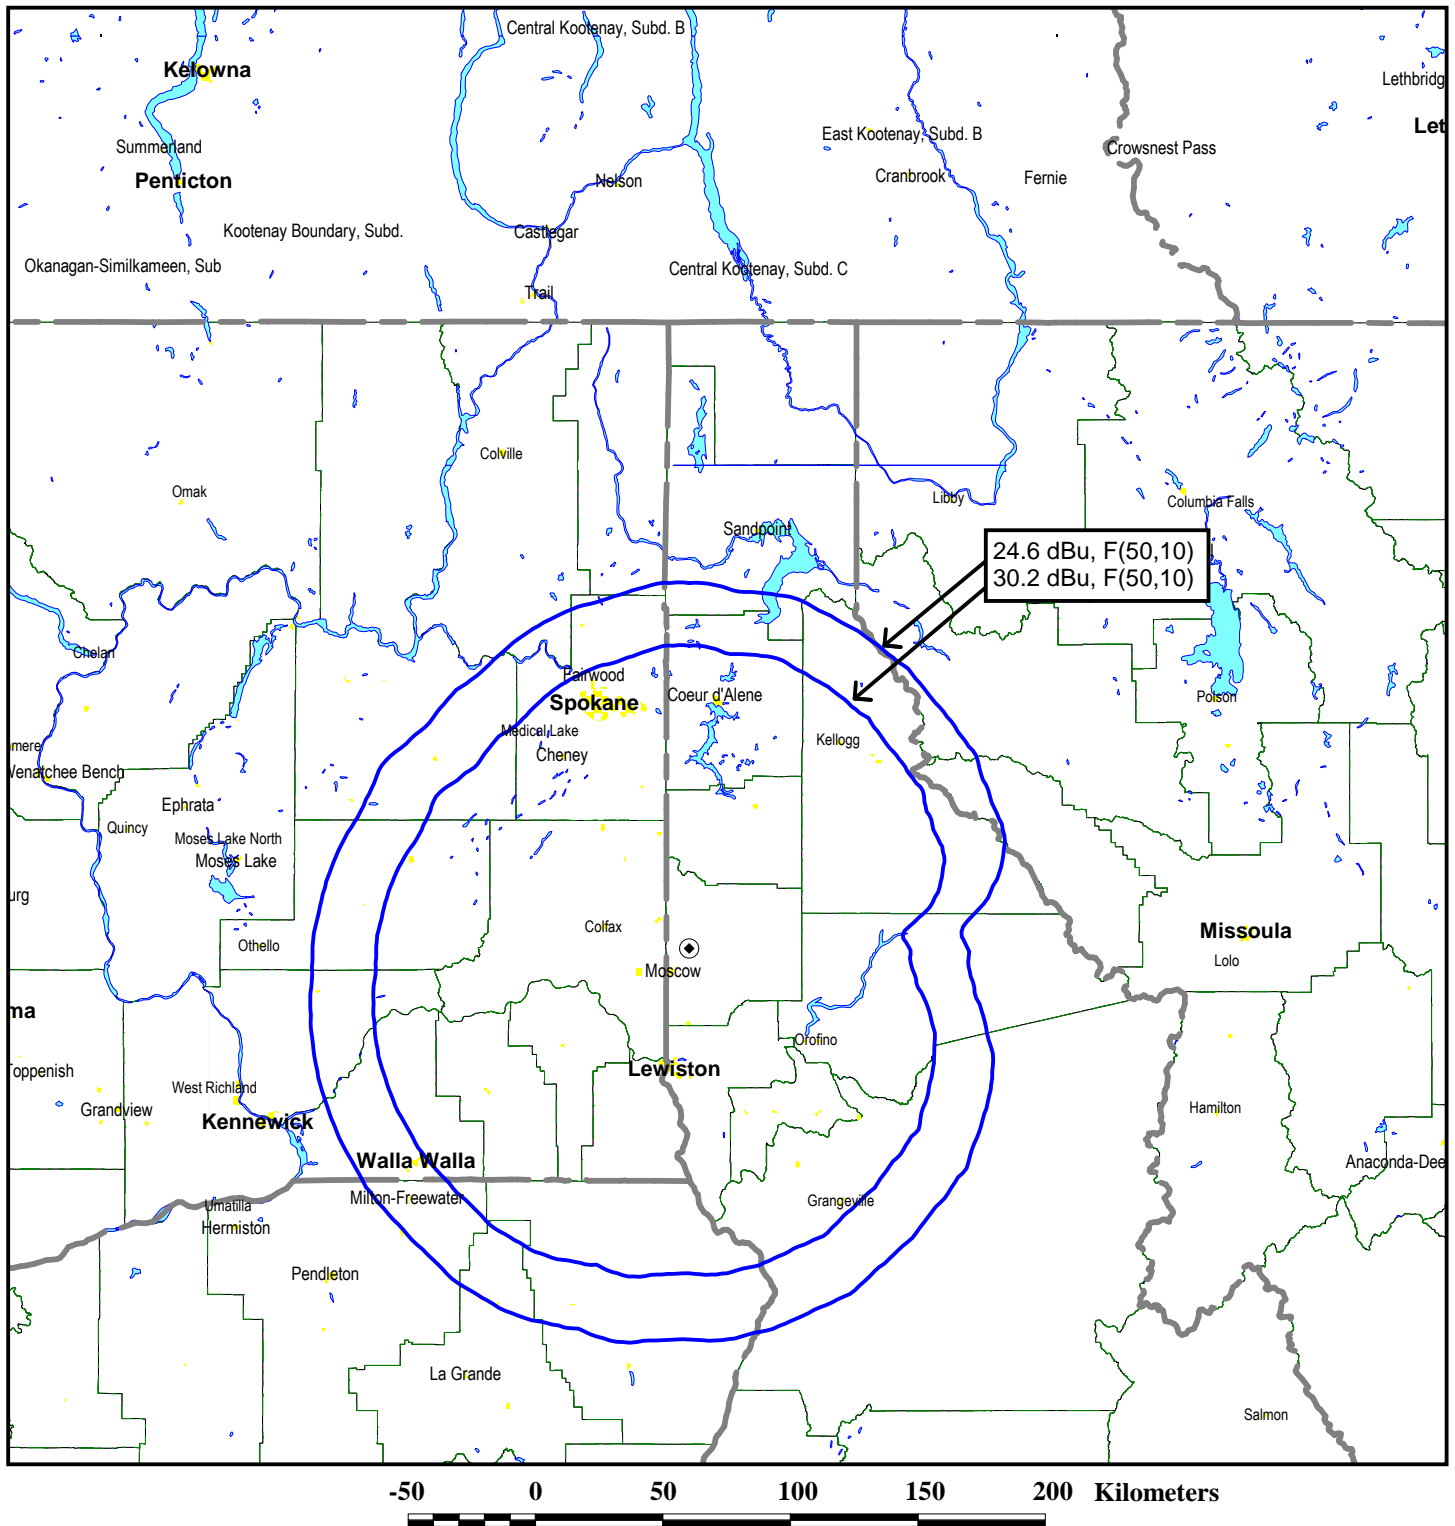 Central Kootenay, Subd. B
Kelowna
Lethbridg
Let
East Kootenay, Subd. B
Summerland
Crowsnest Pass
Penticton
Nelson
Cranbrook
Fernie
Kootenay Boundary, Subd.
Castlegar
Okanagan-Similkameen, Sub
Central Kootenay, Subd. C
Trail
Colville
Omak
Libby
Columbia Falls
Sandpoint
24.6 dBu, F(50,10)
30.2 dBu, F(50,10)
Chelan
Fairwood
Spokane
Coeur d'Alene
Polson
Medical Lake
Kellogg
mere
Cheney
Wenatchee Bench
Ephrata
Quincy
Moses Lake North
Moses Lake
urg
Colfax
Missoula
Othello
Lolo
Moscow
ma
Orofino
Toppenish
Lewiston
West Richland
Grandview
Hamilton
Kennewick
Walla Walla
Anaconda-Dee
Milton-Freewater
Grangeville
Umatilla
Hermiston
Pendleton
La Grande
Salmon
-50 0 50 100 150 200 Kilometers